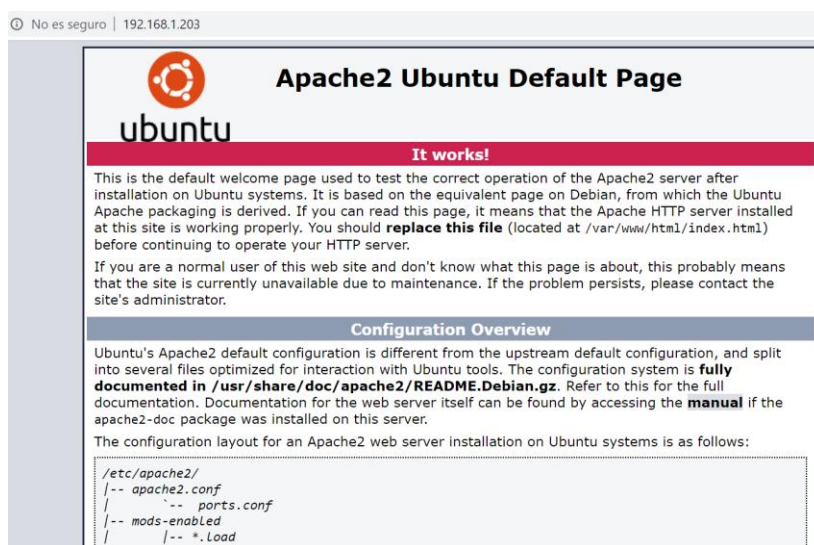 No es seguro | 192.168.1.203
ubuntu
Apache2 Ubuntu Default Page
It works!
This is the default welcome page used to test the correct operation of the Apache2 server after
installation on Ubuntu systems. It is based on the equivalent page on Debian, from which the Ubuntu
Apache packaging is derived. If you can read this page, it means that the Apache HTTP server installed
at this site is working properly. You should replace this file (located at /var/www/html/index.html)
before continuing to operate your HTTP server.
If you are a normal user of this web site and don't know what this page is about, this probably means
that the site is currently unavailable due to maintenance. If the problem persists, please contact the
site's administrator.
Configuration Overview
Ubuntu's Apache2 default configuration is different from the upstream default configuration, and split
into several files optimized for interaction with Ubuntu tools. The configuration system is fully
documented in /usr/share/doc/apache2/README.Debian.gz. Refer to this for the full
documentation. Documentation for the web server itself can be found by accessing the manual if the
apache2-doc package was installed on this server.
The configuration layout for an Apache2 web server installation on Ubuntu systems is as follows:
/etc/apache2/
|-- apache2.conf
|       `--  ports.conf
|-- mods-enabled
|       |-- *.load